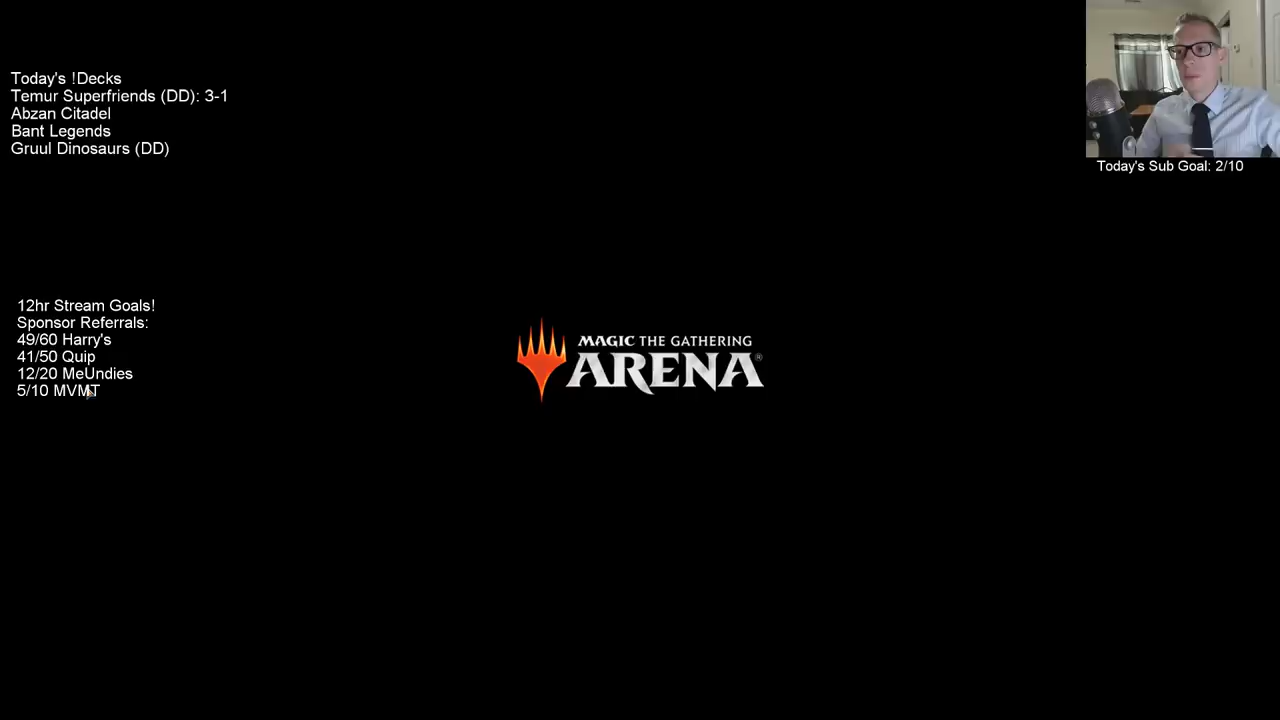 Today's !Decks
Temur Superfriends (DD): 3-1
Abzan Citadel
Bant Legends
Gruul Dinosaurs (DD)
Today's Sub Goal: 2/10
12hr Stream Goals!
Sponsor Referrals:
49/60 Harry's
41/50 Quip
12/20 MeUndies
5/10 MVMT
MAGIC THE GATHERING
ARENA